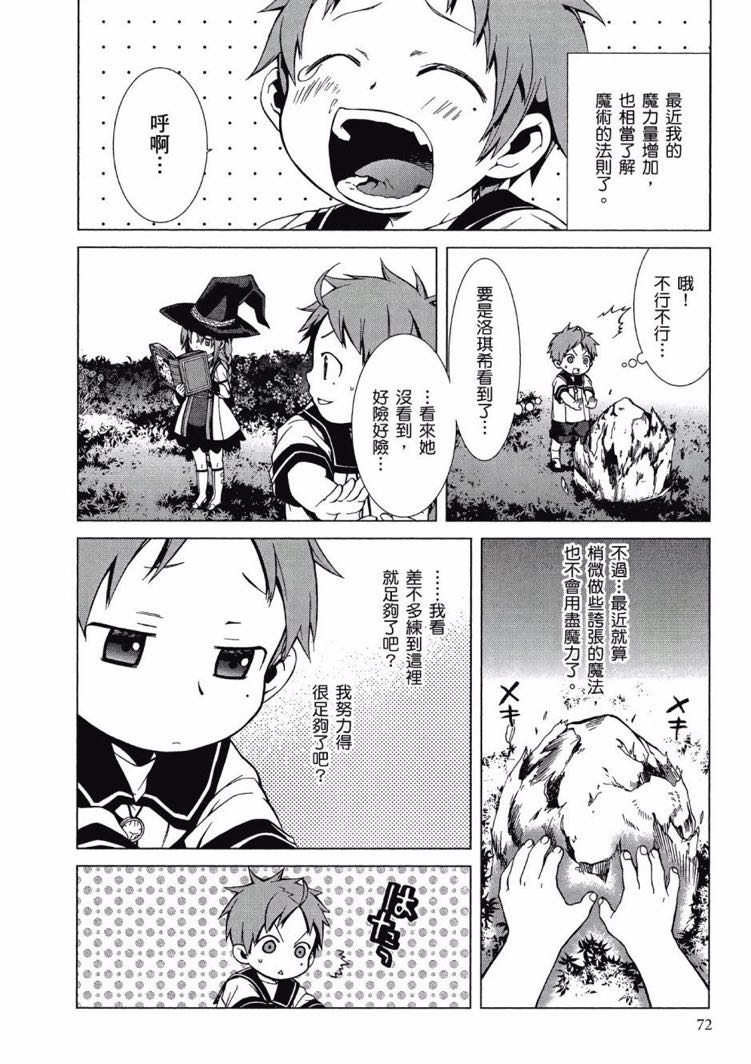 最近我的
魔力量增加，
也相當了解
魔術的法則了。
呼啊…
哦！
不行不行…
要是洛琪希看到了…
…看來她
沒看到，
好險好險…
不過…最近就算
稍微做些誇張的魔法
也不會用盡魔力了。
メキ
メキ
……我看
差不多練到這裡
就足夠了吧？
我努力得
很足夠了吧？
はっ
72